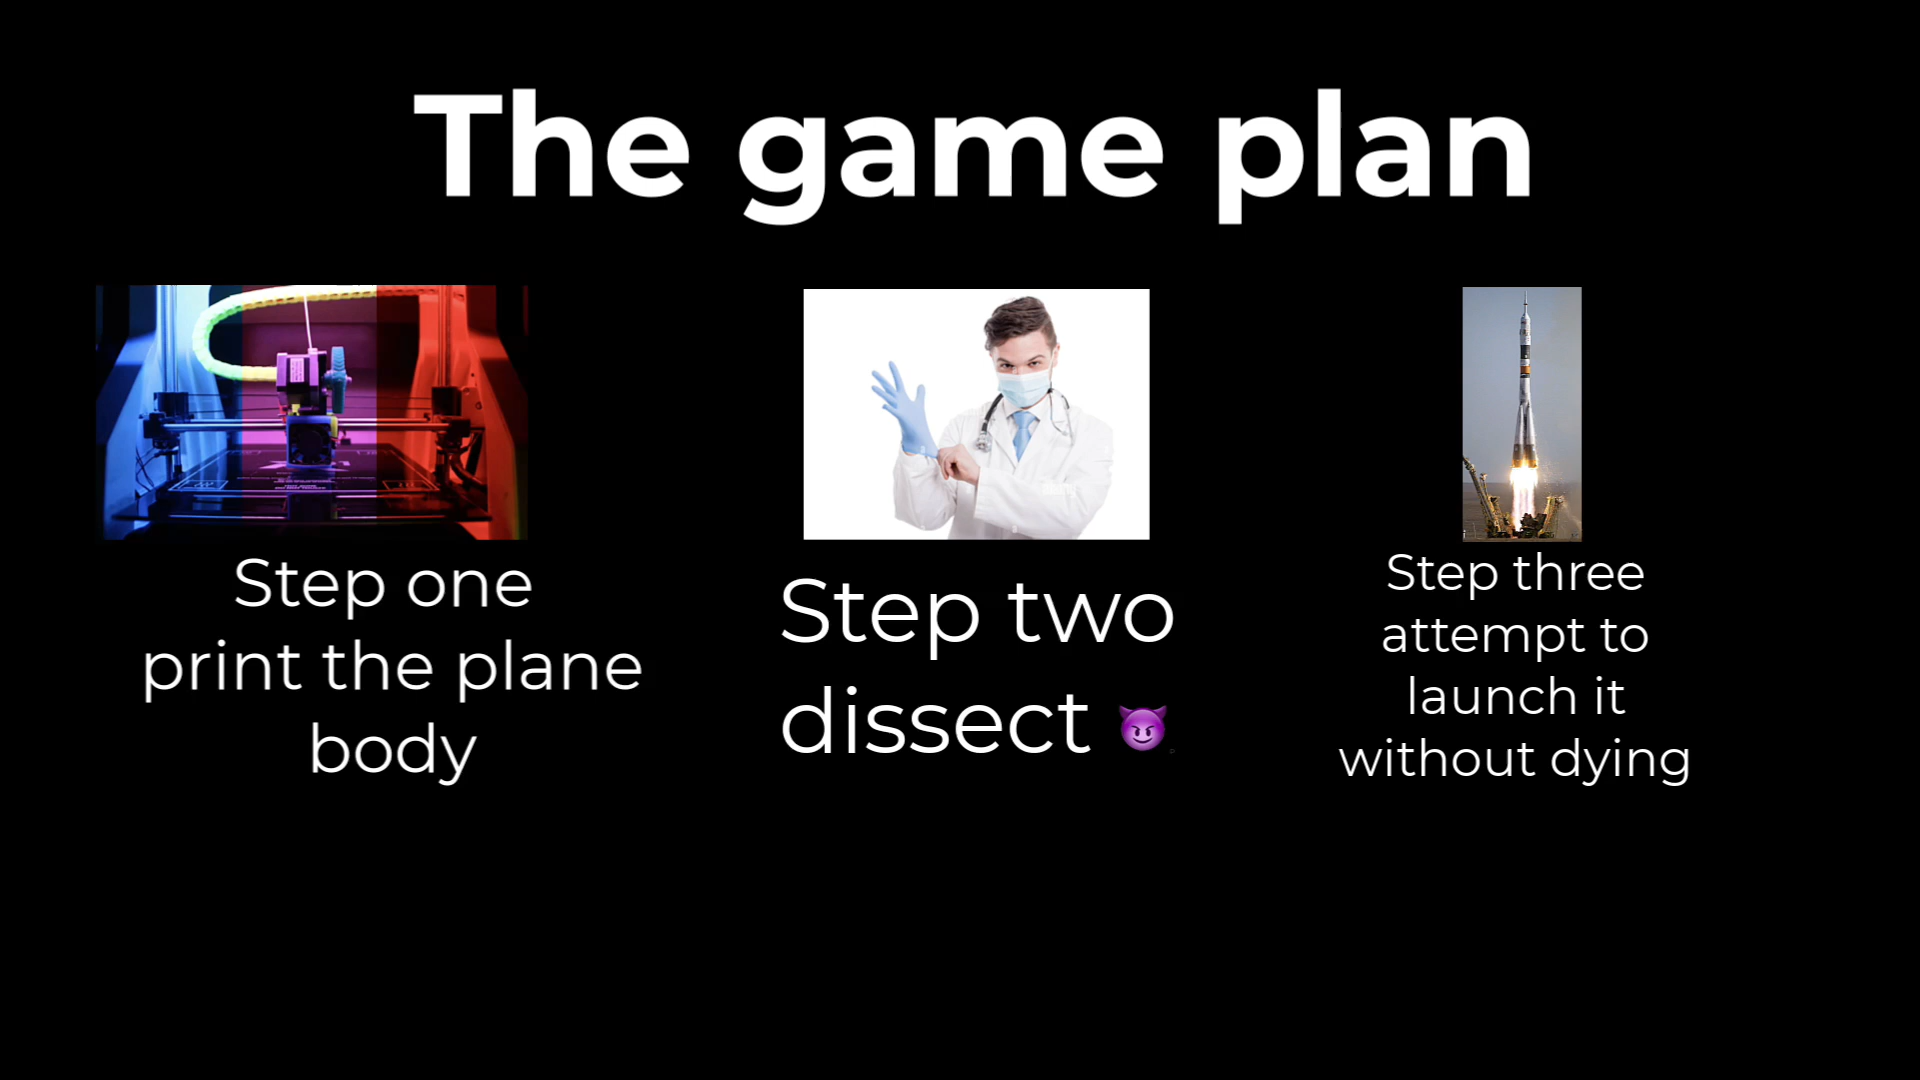 The game plan
Step one
print the plane
body
Step two
dissect 😈
Step three
attempt to
launch it
without dying